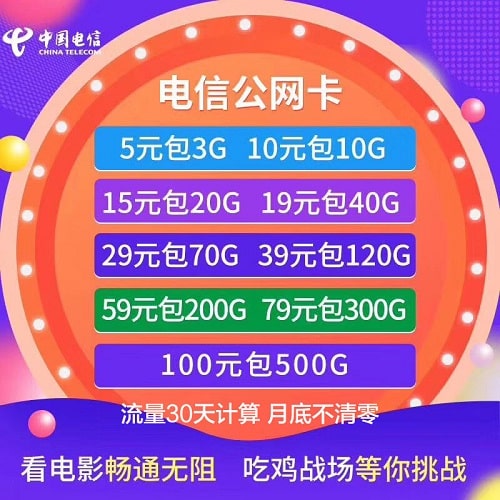 中国电信
CHINA TELECOM
电信公网卡
5元包3G 10元包10G
15元包20G 19元包40G
29元包70G 39元包120G
59元包200G 79元包300G
100元包500G
流量30天计算 月底不清零
看电影畅通无阻 吃鸡战场等你挑战